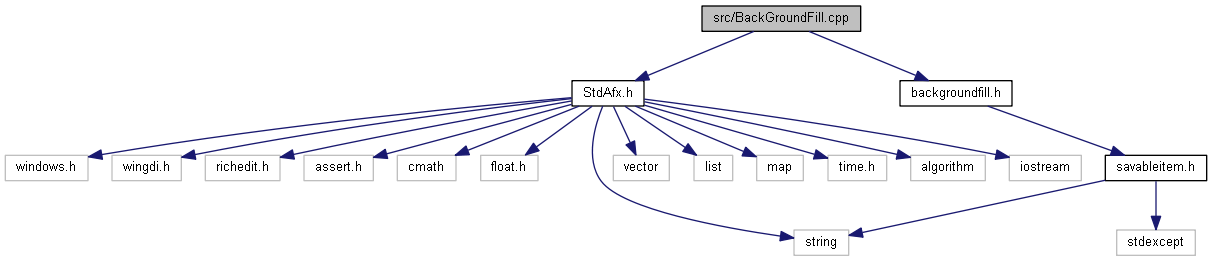 src/BackGroundFill.cpp
StdAfx.h
backgroundfill.h
windows.h
wingdi.h
richedit.h
assert.h
cmath
float.h
vector
list
map
time.h
algorithm
iostream
savableitem.h
string
stdexcept